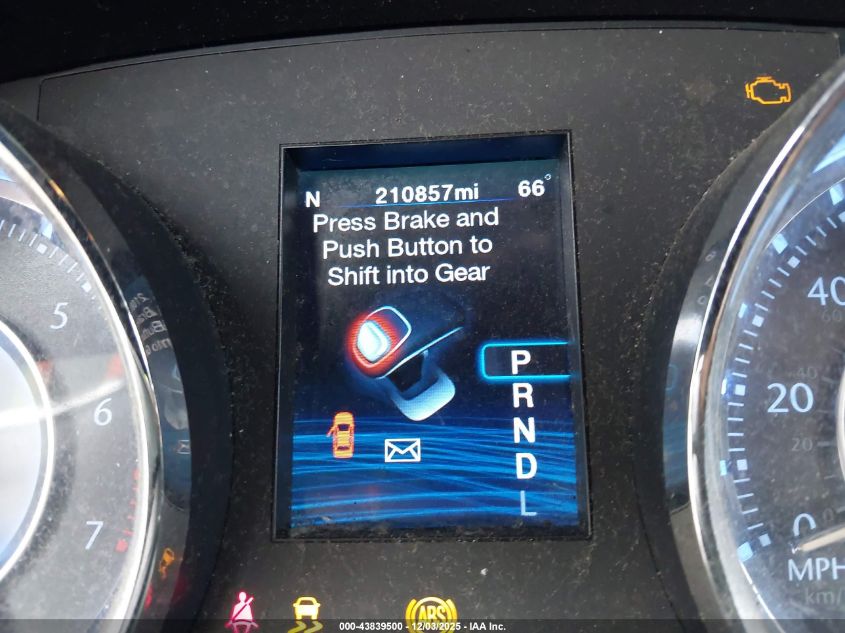 N 210857mi 66°
Press Brake and
Push Button to
Shift into Gear
P
R
N
D
L
5
6
7
40
20
0
MPH
km/
ABS
000-43839500 - 12/03/2025 - IAA Inc.